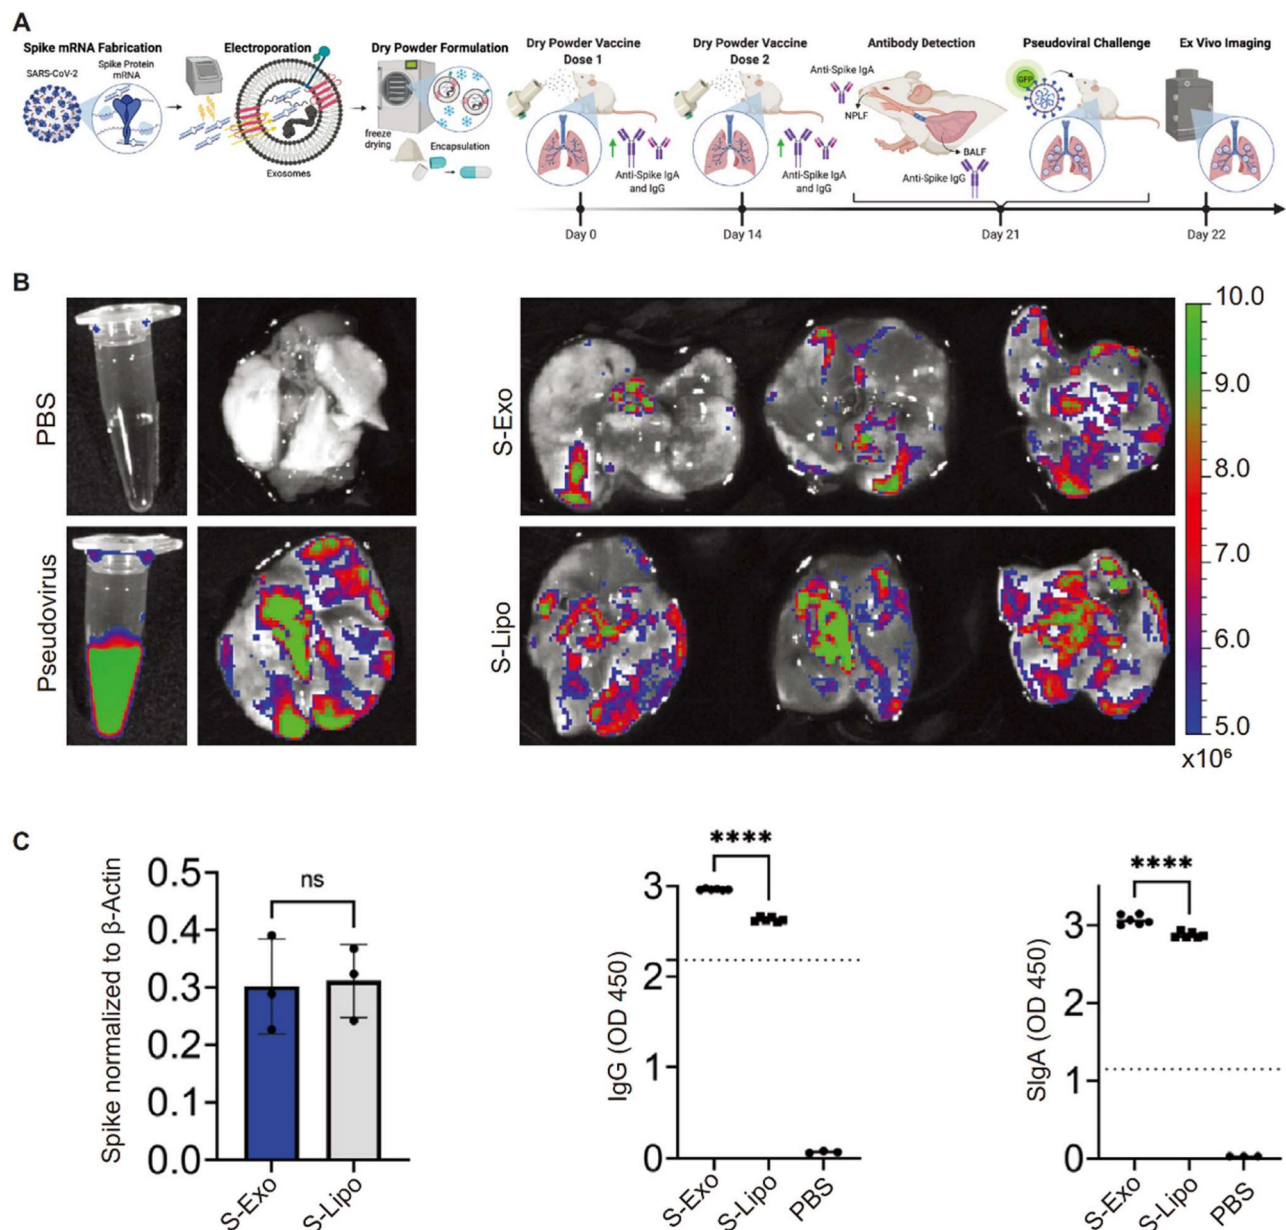 A
Spike mRNA Fabrication
Electroporation
Dry Powder Formulation
Dry Powder Vaccine
Dose 1
Dry Powder Vaccine
Dose 2
Antibody Detection
Pseudoviral Challenge
Ex Vivo Imaging
SARS-CoV-2
Spike Protein
mRNA
Exosomes
freeze
drying
Encapsulation
Anti-Spike IgA
and IgG
Anti-Spike IgA
and IgG
Anti-Spike IgA
NPLF
BALF
Anti-Spike IgG
GFP
Day 0
Day 14
Day 21
Day 22
B
PBS
S-Exo
Pseudovirus
S-Lipo
10.0
9.0
8.0
7.0
6.0
5.0
x10⁶
C
Spike normalized to β-Actin
0.5
0.4
0.3
0.2
0.1
0.0
ns
S-Exo
S-Lipo
IgG (OD 450)
3
2
1
0
****
S-Exo
S-Lipo
PBS
SIgA (OD 450)
3
2
1
0
****
S-Exo
S-Lipo
PBS